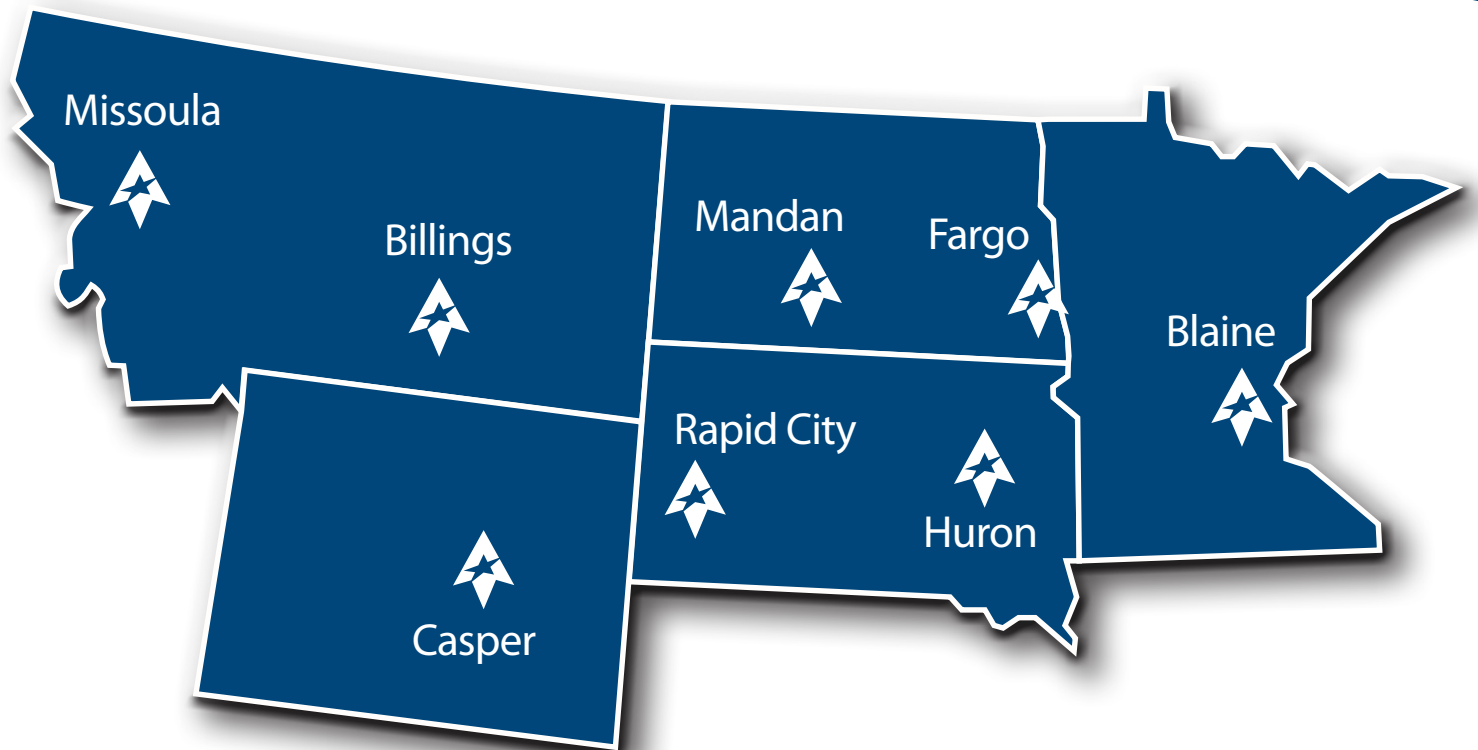 Missoula
Billings
Mandan
Fargo
Blaine
Rapid City
Huron
Casper